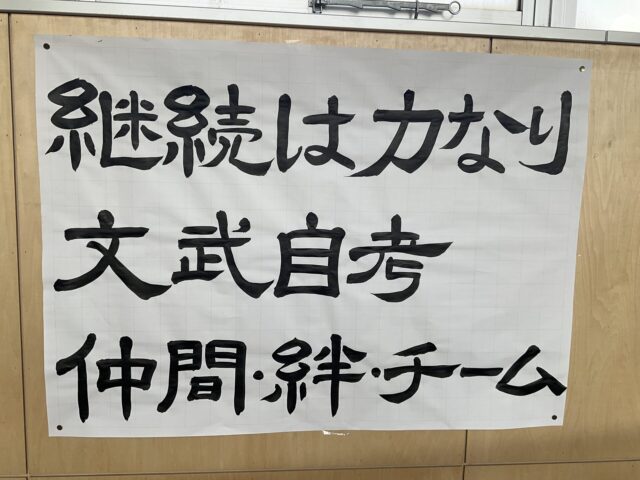 継続は力なり
文武自考
仲間・絆・チーム